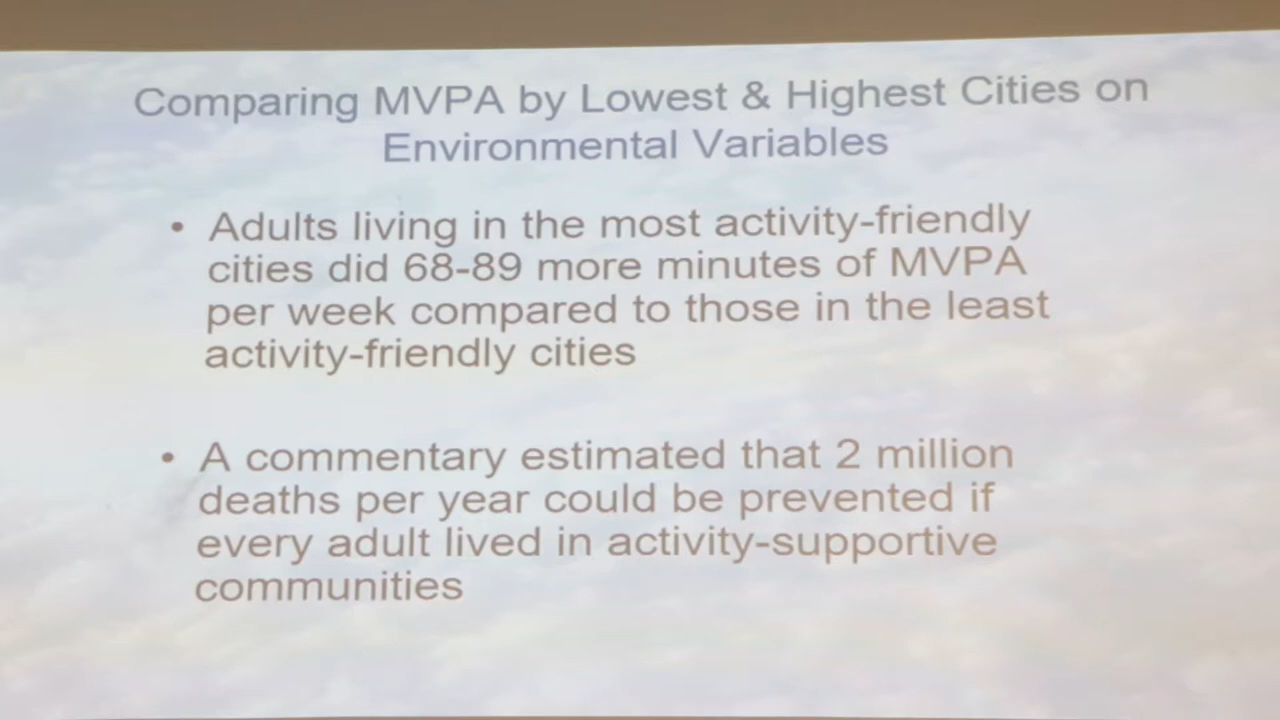 Comparing MVPA by Lowest & Highest Cities on
Environmental Variables
• Adults living in the most activity-friendly
cities did 68-89 more minutes of MVPA
per week compared to those in the least
activity-friendly cities
• A commentary estimated that 2 million
deaths per year could be prevented if
every adult lived in activity-supportive
communities